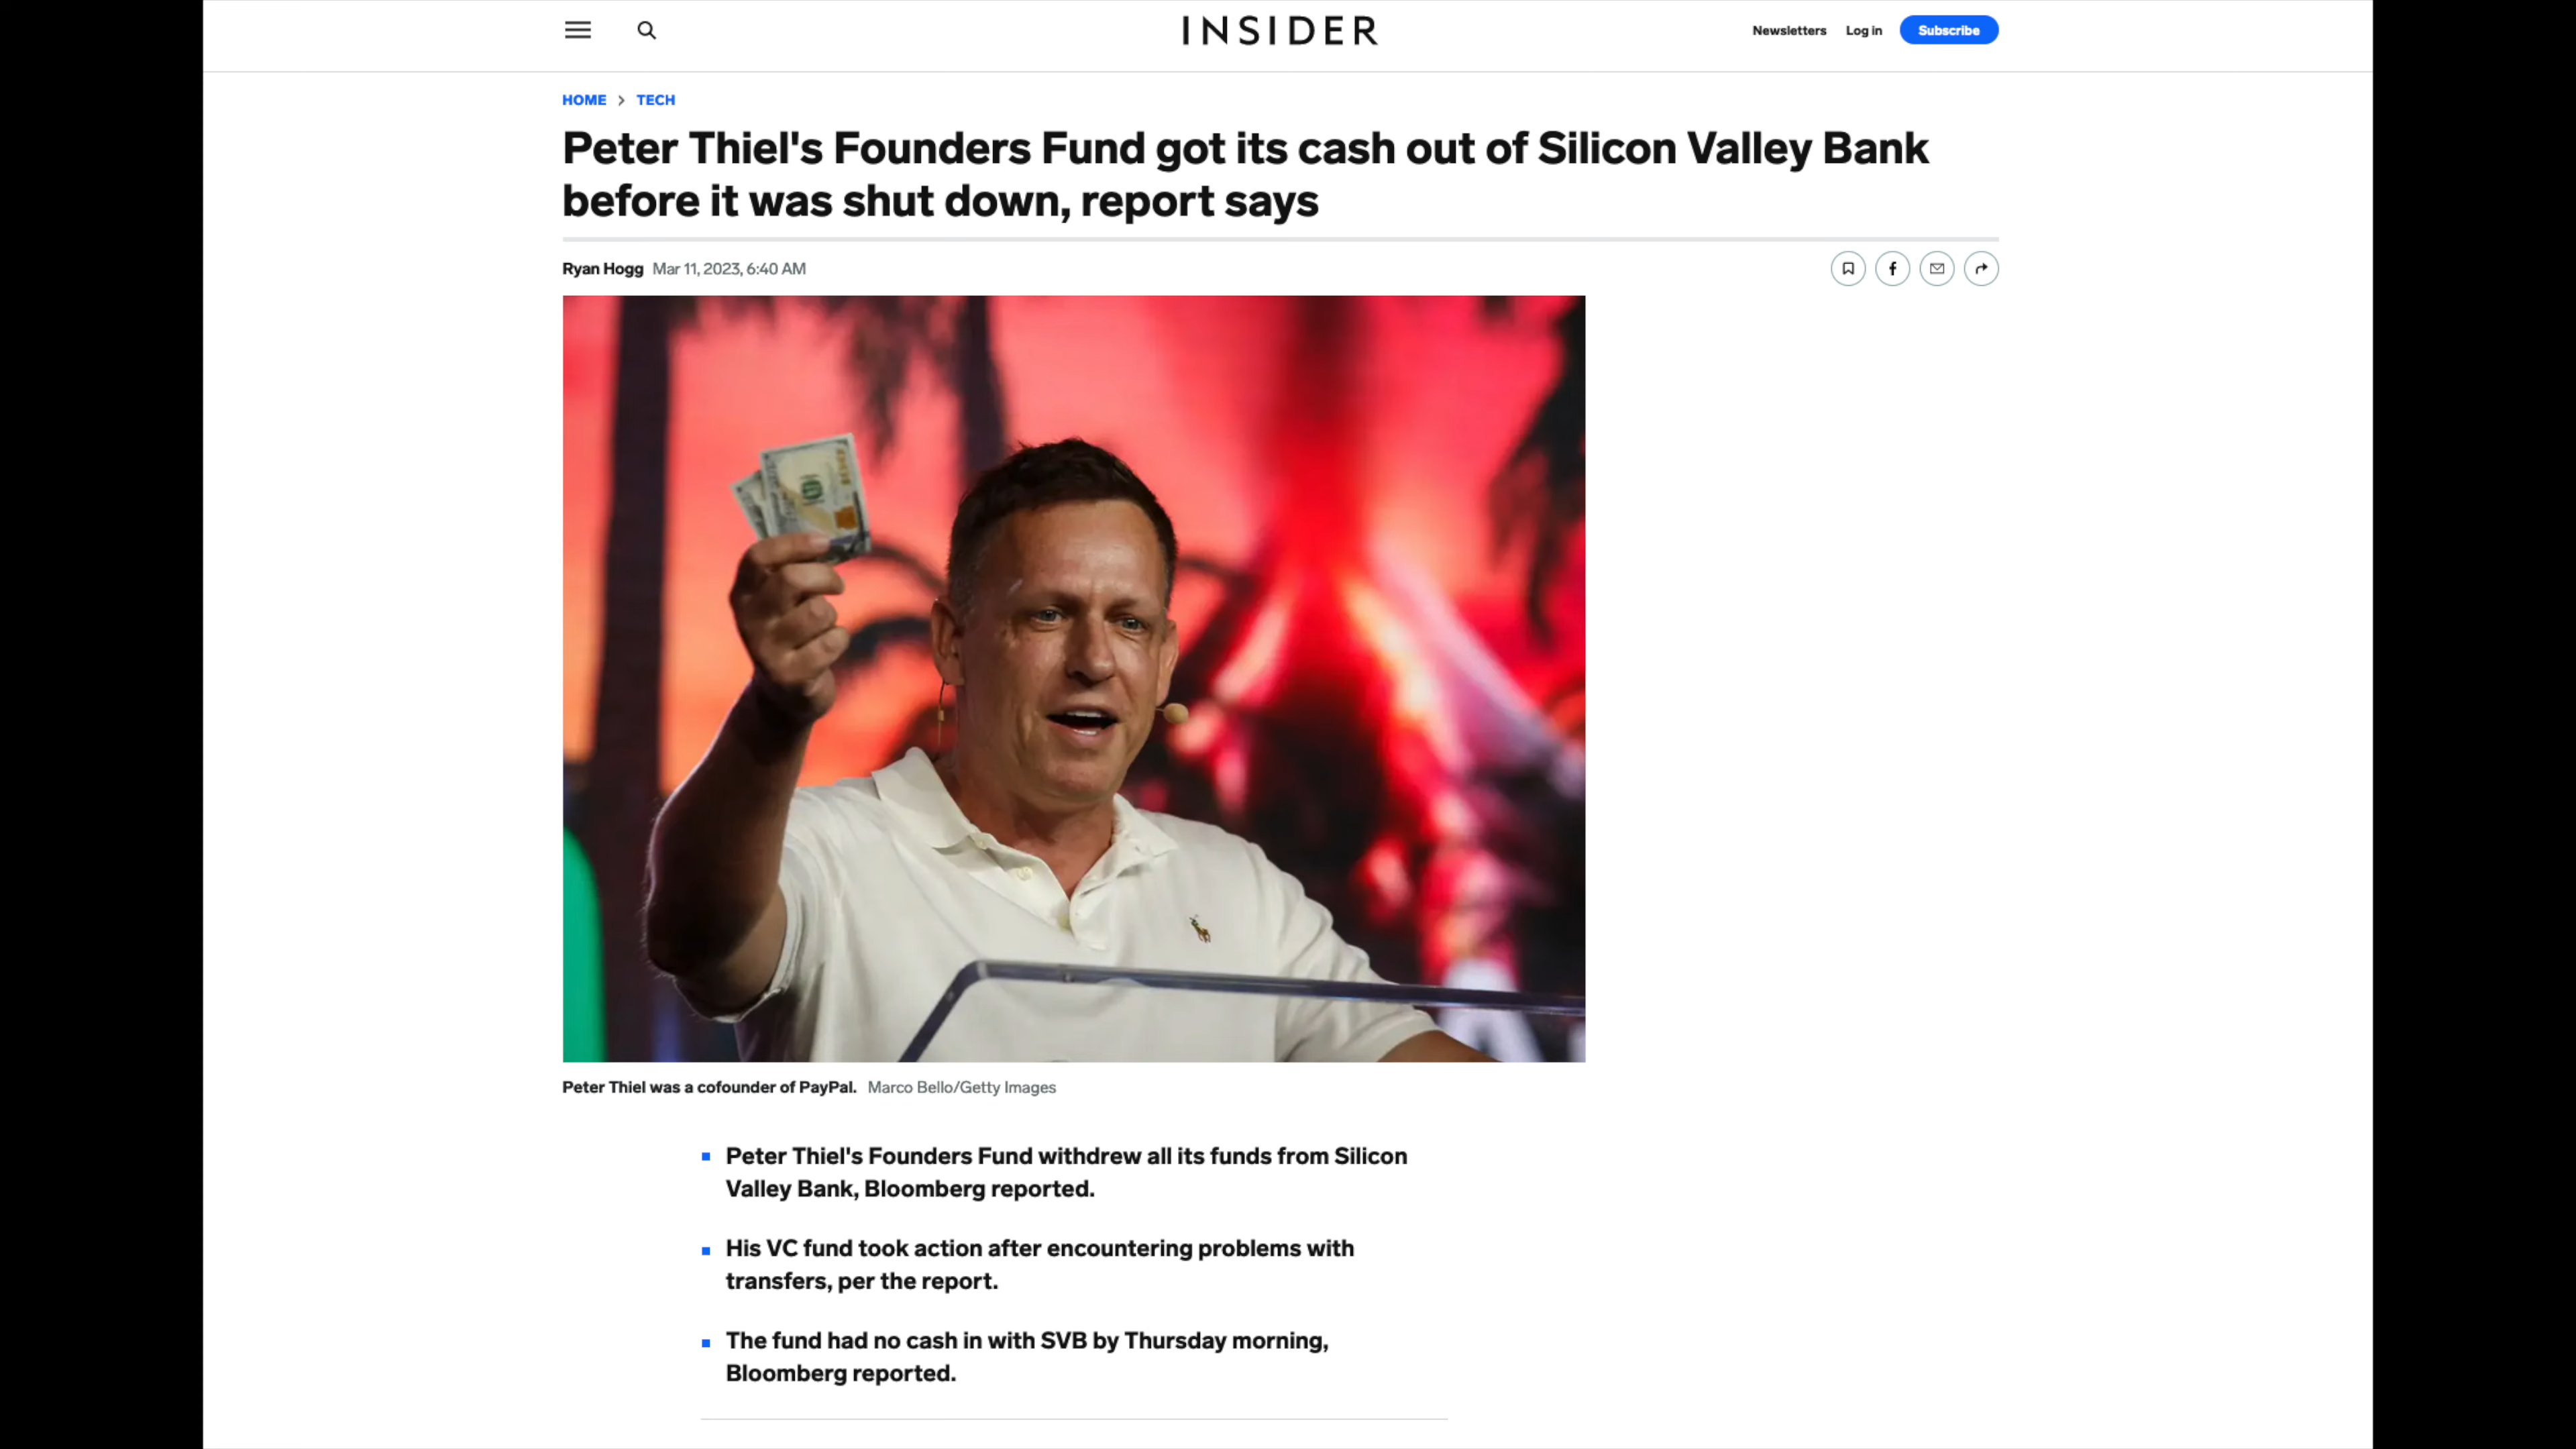 INSIDER
Newsletters Log in Subscribe
HOME > TECH
Peter Thiel's Founders Fund got its cash out of Silicon Valley Bank
before it was shut down, report says
Ryan Hogg Mar 11, 2023, 6:40 AM
Peter Thiel was a cofounder of PayPal. Marco Bello/Getty Images
Peter Thiel's Founders Fund withdrew all its funds from Silicon
Valley Bank, Bloomberg reported.
His VC fund took action after encountering problems with
transfers, per the report.
The fund had no cash in with SVB by Thursday morning,
Bloomberg reported.